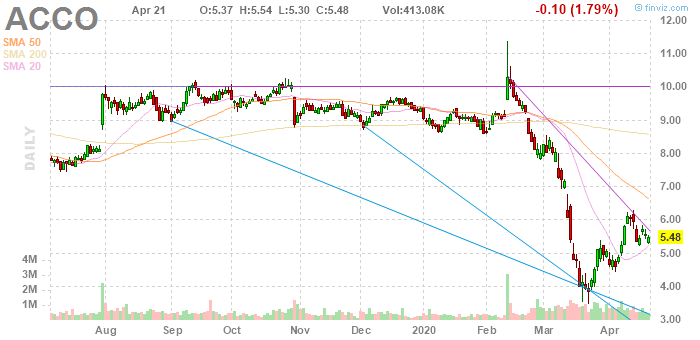 ACCO
Apr 21
O:5.37
H:5.54
L:5.30
C:5.48
Vol:413.08K
-0.10 (1.79%)
© finviz.com
SMA 50
SMA 200
SMA 20
DAILY
12.00
11.00
10.00
9.00
8.00
7.00
6.00
5.48
5.00
4.00
3.00
4M
3M
2M
1M
Aug
Sep
Oct
Nov
Dec
2020
Feb
Mar
Apr